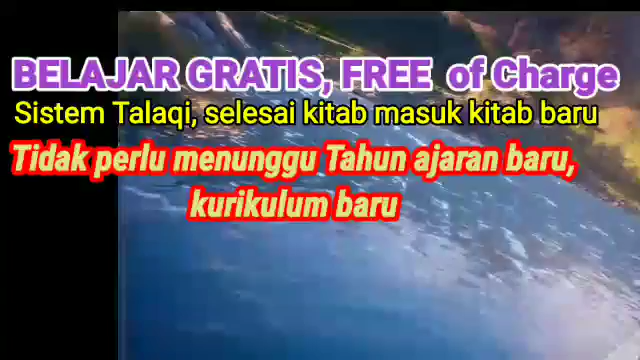 BELAJAR GRATIS, FREE of Charge
Sistem Talaqi, selesai kitab masuk kitab baru
Tidak perlu menunggu Tahun ajaran baru,
kurikulum baru